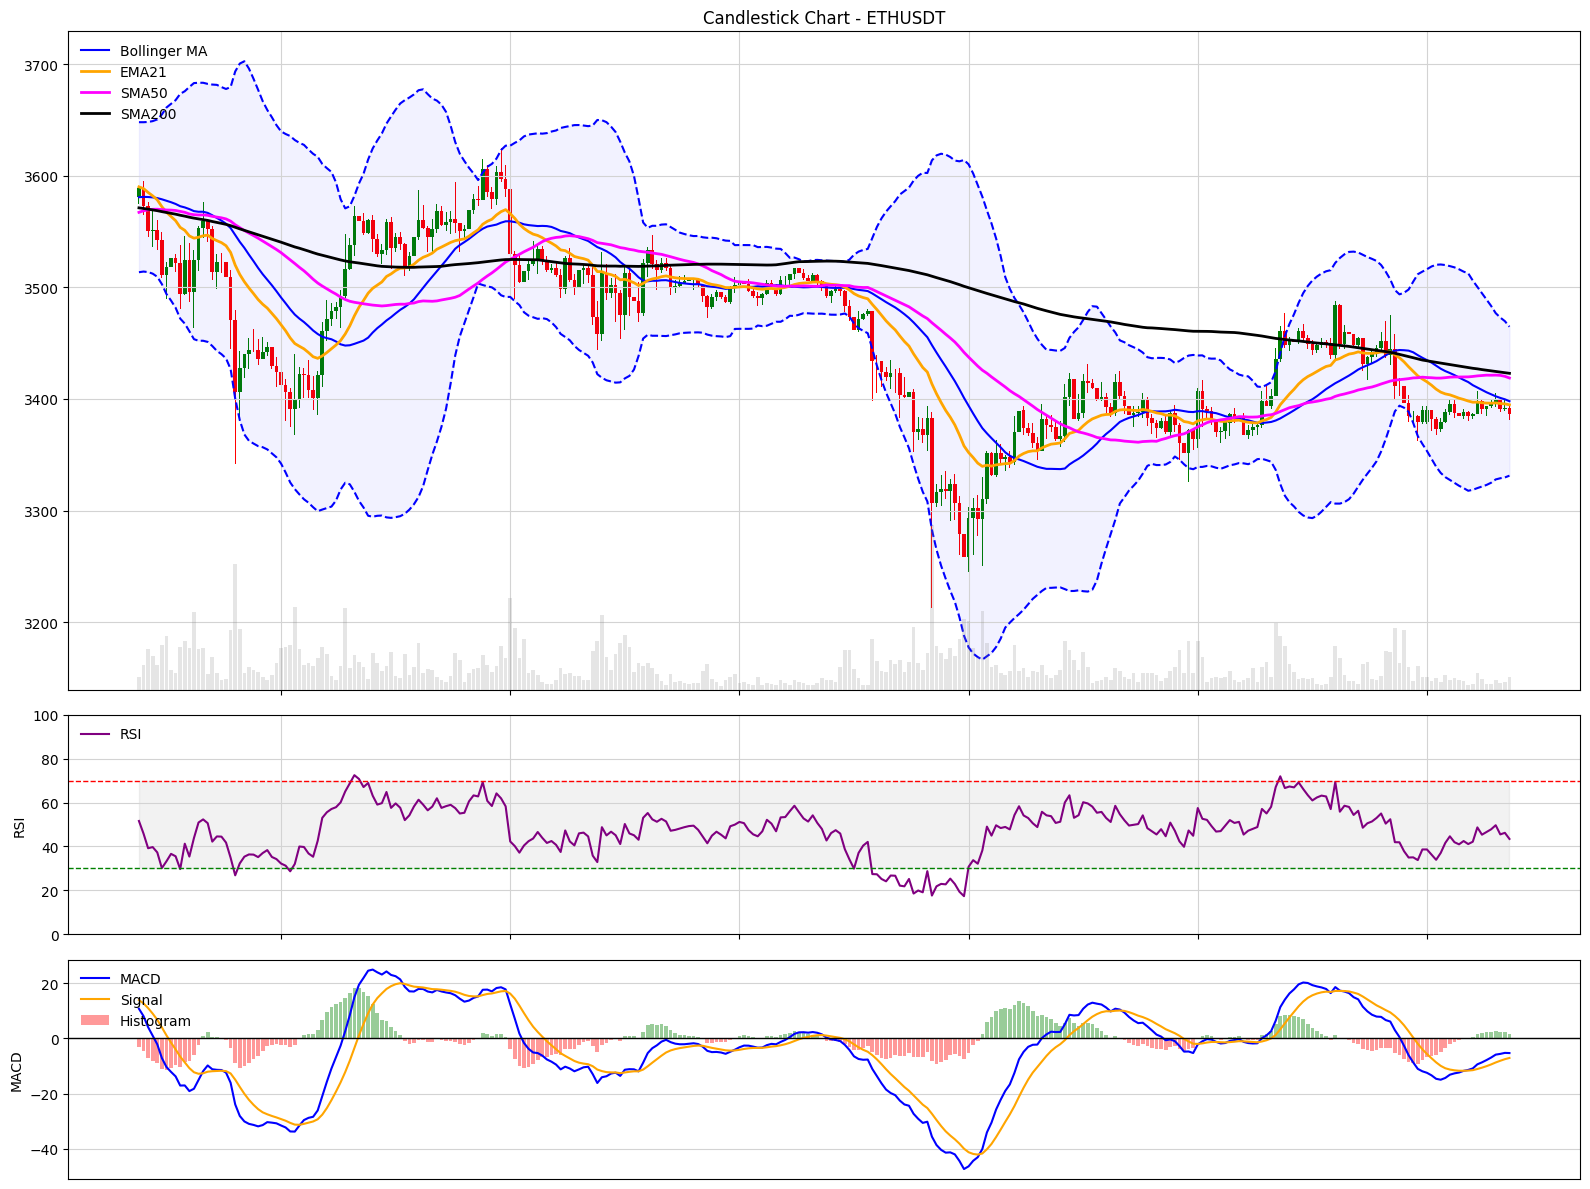 Candlestick Chart - ETHUSDT
Bollinger MA
EMA21
SMA50
SMA200
3700
3600
3500
3400
3300
3200
RSI
100
80
60
40
20
0
RSI
MACD
Signal
Histogram
20
0
−20
−40
MACD